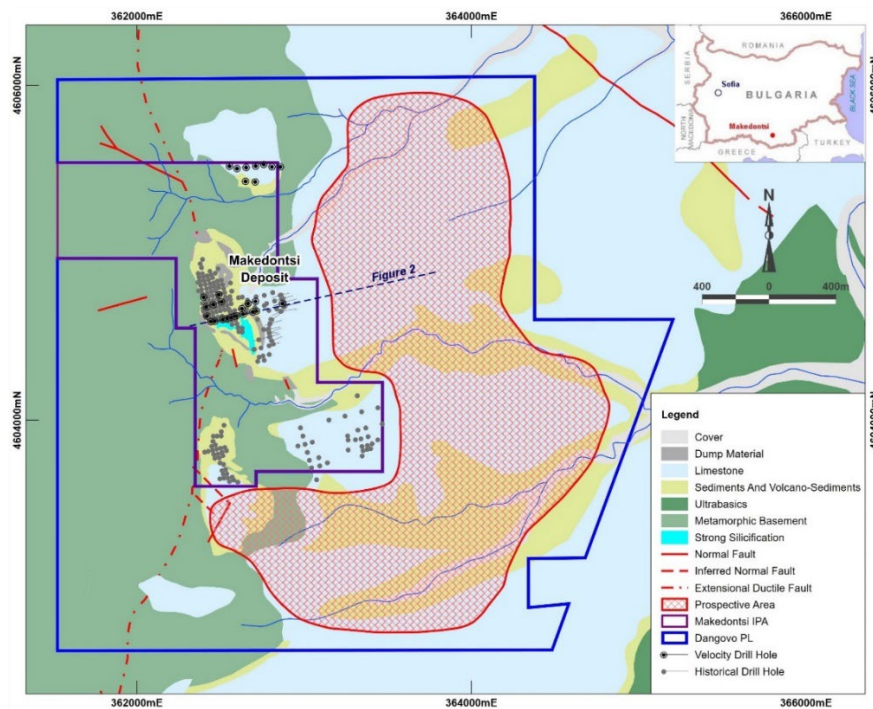 362000mE
364000mE
366000mE
4606000mN
4606000mN
ROMANIA
SERBIA
Sofia
BULGARIA
BLACK SEA
NORTH
MACEDONIA
Makedontsi
GREECE
TURKEY
N
Makedontsi
Deposit
Figure 2
400
0
400m
4604000mN
4604000mN
Legend
Cover
Dump Material
Limestone
Sediments And Volcano-Sediments
Ultrabasics
Metamorphic Basement
Strong Silicification
Normal Fault
Inferred Normal Fault
Extensional Ductile Fault
Prospective Area
Makedontsi IPA
Dangovo PL
Velocity Drill Hole
Historical Drill Hole
362000mE
364000mE
366000mE